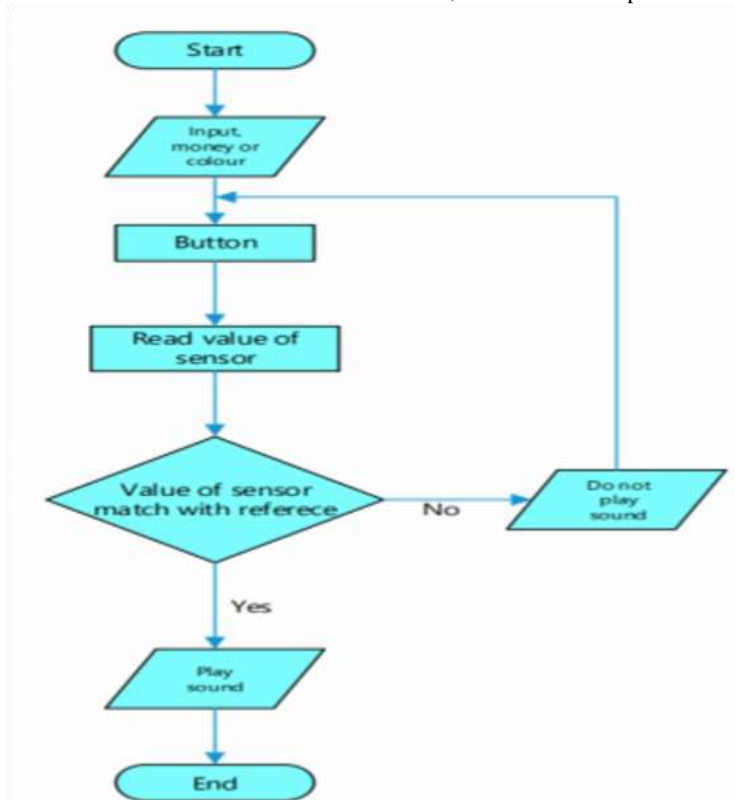 Start
Input,
money or
colour
Button
Read value of
sensor
Value of sensor
match with referece
No
Do not
play
sound
Yes
Play
sound
End